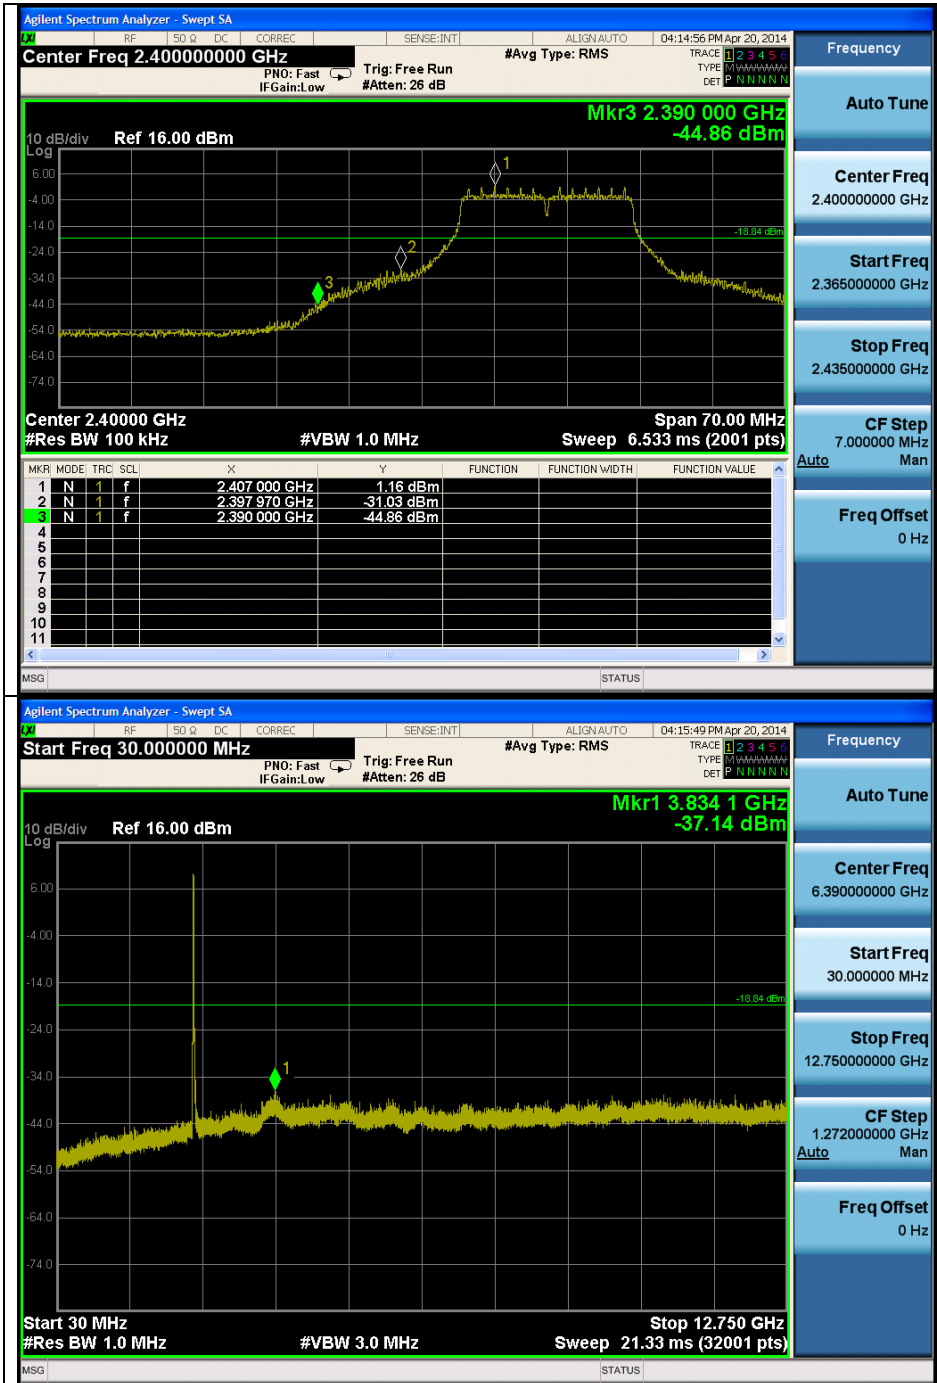 Agilent Spectrum Analyzer - Swept SA
LXI RF 50 Ω DC CORREC SENSE:INT ALIGN AUTO 04:14:56 PM Apr 20, 2014
Center Freq 2.400000000 GHz
PNO: Fast
IFGain:Low
Trig: Free Run
#Atten: 26 dB
#Avg Type: RMS
TRACE 1 2 3 4 5 6
TYPE M WWWWW
DET P N N N N N
Mkr3 2.390 000 GHz
-44.86 dBm
10 dB/div Ref 16.00 dBm
Log
6.00
-4.00
-14.0
-24.0
-34.0
-44.0
-54.0
-64.0
-74.0
1
2
3
-18.84 dBm
Center 2.40000 GHz Span 70.00 MHz
#Res BW 100 kHz #VBW 1.0 MHz Sweep 6.533 ms (2001 pts)
MKR MODE TRC SCL X Y FUNCTION FUNCTION WIDTH FUNCTION VALUE
1 N 1 f 2.407 000 GHz 1.16 dBm
2 N 1 f 2.397 970 GHz -31.03 dBm
3 N 1 f 2.390 000 GHz -44.86 dBm
4
5
6
7
8
9
10
11
MSG STATUS
Frequency
Auto Tune
Center Freq
2.400000000 GHz
Start Freq
2.365000000 GHz
Stop Freq
2.435000000 GHz
CF Step
7.000000 MHz
Auto Man
Freq Offset
0 Hz
Agilent Spectrum Analyzer - Swept SA
LXI RF 50 Ω DC CORREC SENSE:INT ALIGN AUTO 04:15:49 PM Apr 20, 2014
Start Freq 30.000000 MHz
PNO: Fast
IFGain:Low
Trig: Free Run
#Atten: 26 dB
#Avg Type: RMS
TRACE 1 2 3 4 5 6
TYPE M WWWWW
DET P N N N N N
Mkr1 3.834 1 GHz
-37.14 dBm
10 dB/div Ref 16.00 dBm
Log
6.00
-4.00
-14.0
-24.0
-34.0
-44.0
-54.0
-64.0
-74.0
1
-18.84 dBm
Start 30 MHz Stop 12.750 GHz
#Res BW 1.0 MHz #VBW 3.0 MHz Sweep 21.33 ms (32001 pts)
MSG STATUS
Frequency
Auto Tune
Center Freq
6.390000000 GHz
Start Freq
30.000000 MHz
Stop Freq
12.750000000 GHz
CF Step
1.272000000 GHz
Auto Man
Freq Offset
0 Hz